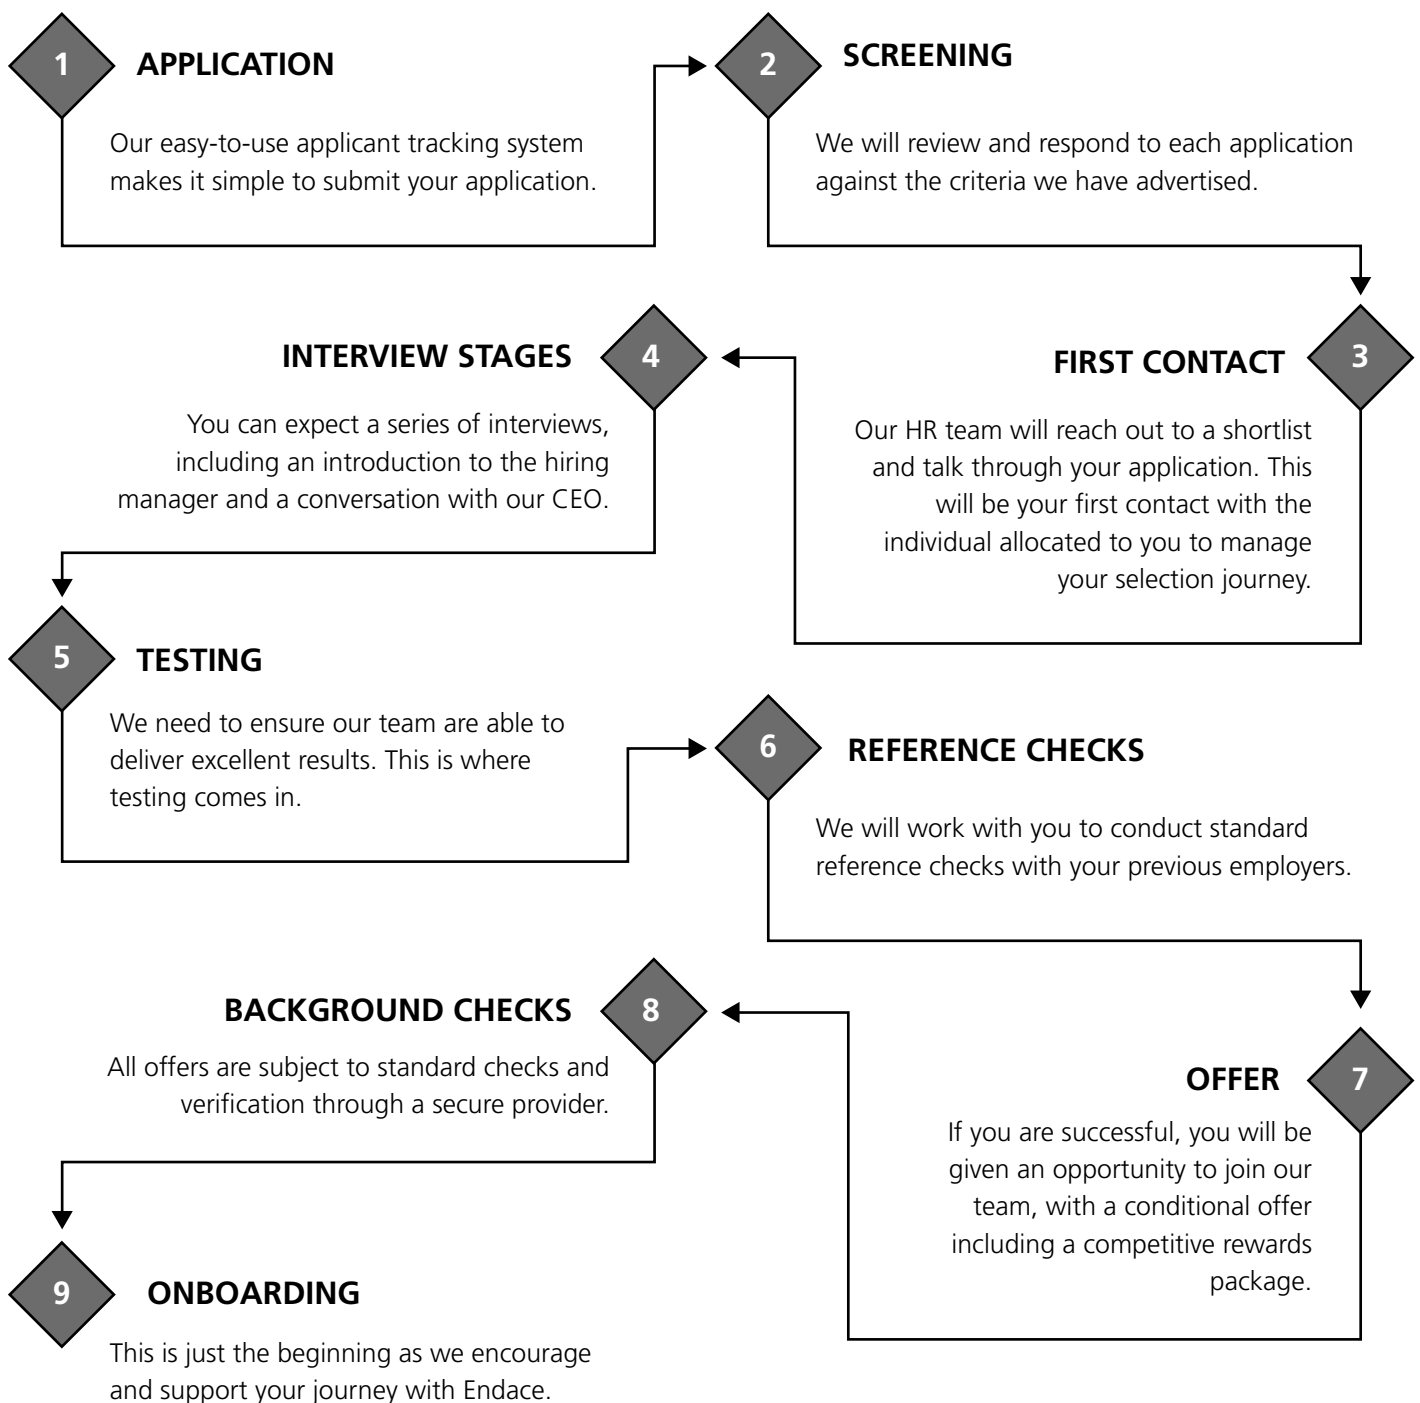 1
APPLICATION
Our easy-to-use applicant tracking system
makes it simple to submit your application.
2
SCREENING
We will review and respond to each application
against the criteria we have advertised.
3
FIRST CONTACT
Our HR team will reach out to a shortlist
and talk through your application. This
will be your first contact with the
individual allocated to you to manage
your selection journey.
4
INTERVIEW STAGES
You can expect a series of interviews,
including an introduction to the hiring
manager and a conversation with our CEO.
5
TESTING
We need to ensure our team are able to
deliver excellent results. This is where
testing comes in.
6
REFERENCE CHECKS
We will work with you to conduct standard
reference checks with your previous employers.
7
OFFER
If you are successful, you will be
given an opportunity to join our
team, with a conditional offer
including a competitive rewards
package.
8
BACKGROUND CHECKS
All offers are subject to standard checks and
verification through a secure provider.
9
ONBOARDING
This is just the beginning as we encourage
and support your journey with Endace.